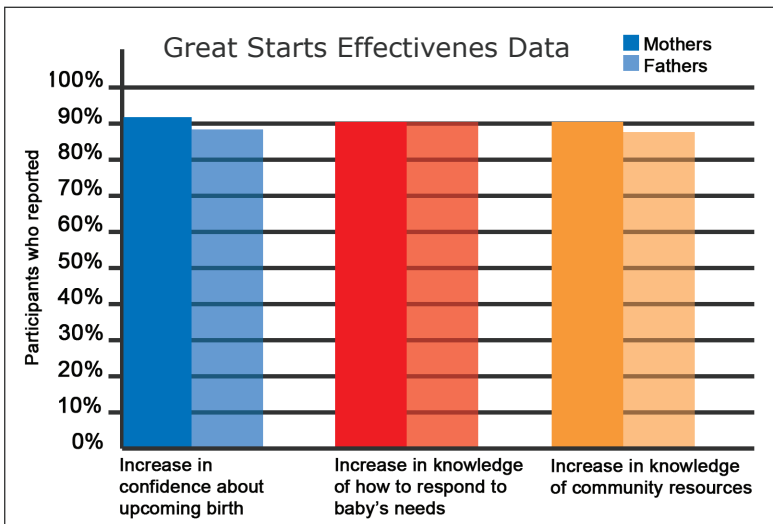 Great Starts Effectivenes Data
Mothers
Fathers
Participants who reported
100%
90%
80%
70%
60%
50%
40%
30%
20%
10%
0%
Increase in
confidence about
upcoming birth
Increase in knowledge
of how to respond to
baby's needs
Increase in knowledge
of community resources